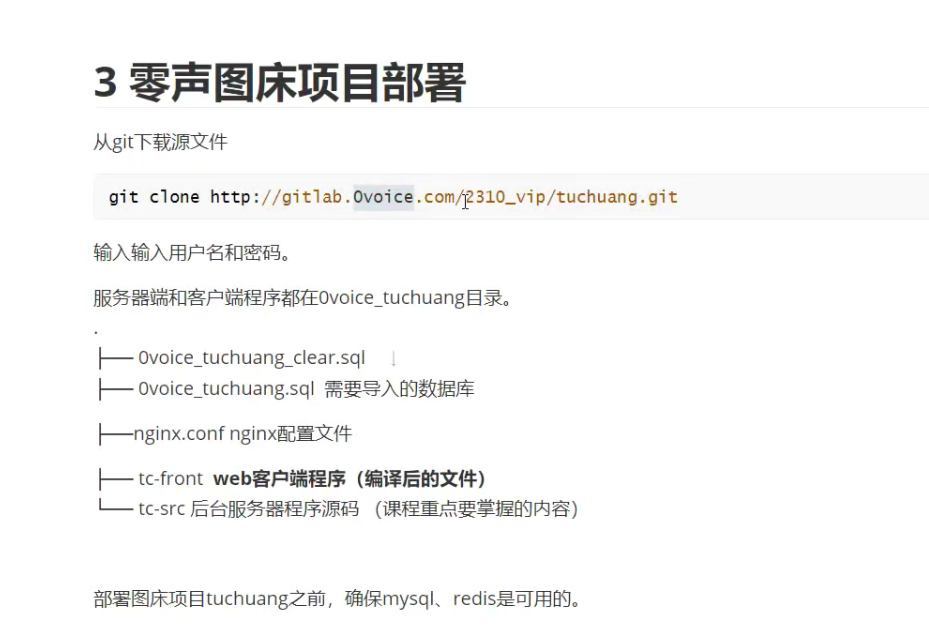 3 零声图床项目部署
从git下载源文件
git clone http://gitlab.0voice.com/2310_vip/tuchuang.git
输入输入用户名和密码。
服务器端和客户端程序都在0voice_tuchuang目录。
.
├── 0voice_tuchuang_clear.sql
├── 0voice_tuchuang.sql 需要导入的数据库
├──nginx.conf nginx配置文件
├── tc-front web客户端程序（编译后的文件）
└── tc-src 后台服务器程序源码 （课程重点要掌握的内容）
部署图床项目tuchuang之前，确保mysql、redis是可用的。